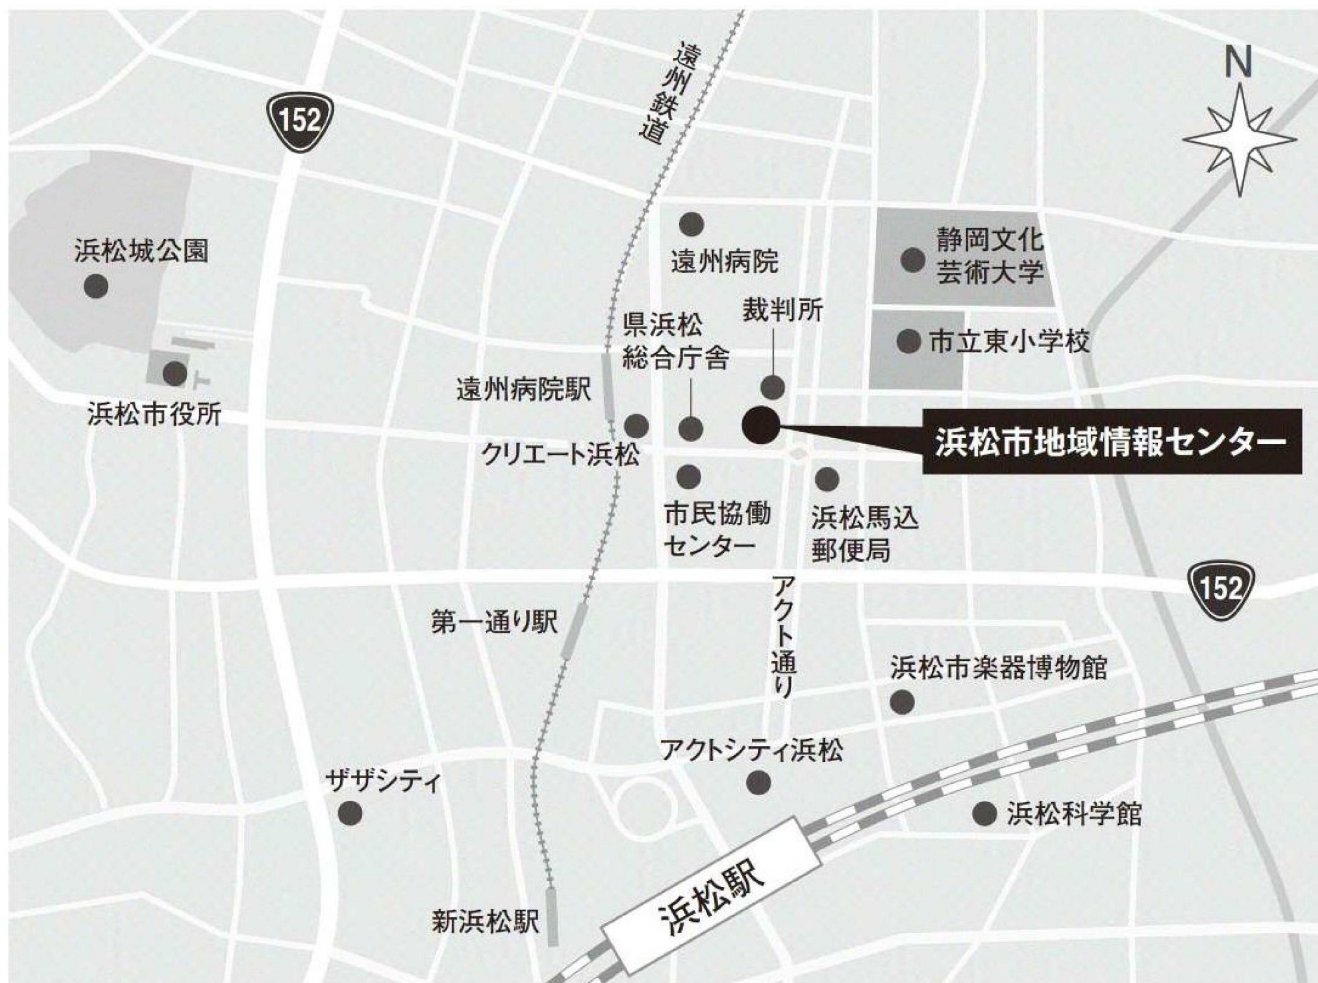 N
遠州鉄道
152
浜松城公園
遠州病院
静岡文化
芸術大学
裁判所
県浜松
総合庁舎
市立東小学校
遠州病院駅
浜松市役所
クリエート浜松
浜松市地域情報センター
市民協働
センター
浜松馬込
郵便局
152
アクト通り
第一通り駅
浜松市楽器博物館
アクトシティ浜松
ザザシティ
浜松科学館
浜松駅
新浜松駅